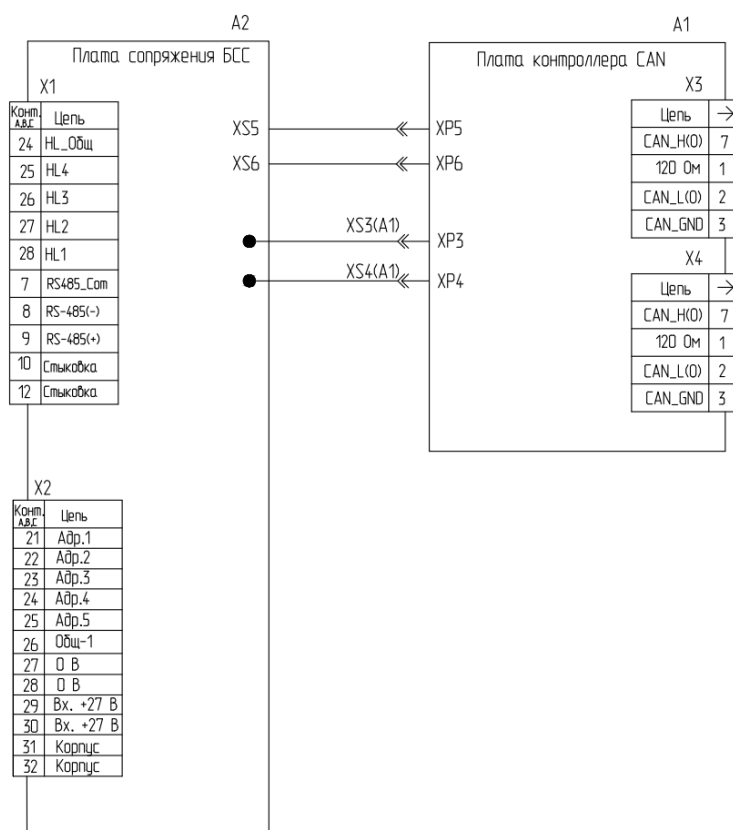 A2
A1
Плата сопряжения БСС
Плата контроллера CAN
X1
Конт. A,B,C Цепь
24 HL_Общ
25 HL4
26 HL3
27 HL2
28 HL1
7 RS485_Com
8 RS-485(-)
9 RS-485(+)
10 Стыковка
12 Стыковка
X2
Конт. A,B,C Цепь
21 Адр.1
22 Адр.2
23 Адр.3
24 Адр.4
25 Адр.5
26 Общ-1
27 0 В
28 0 В
29 Вх. +27 В
30 Вх. +27 В
31 Корпус
32 Корпус
XS5 XP5
XS6 XP6
XS3(A1) XP3
XS4(A1) XP4
X3
Цепь →
CAN_H(0) 7
120 Ом 1
CAN_L(0) 2
CAN_GND 3
X4
Цепь →
CAN_H(0) 7
120 Ом 1
CAN_L(0) 2
CAN_GND 3